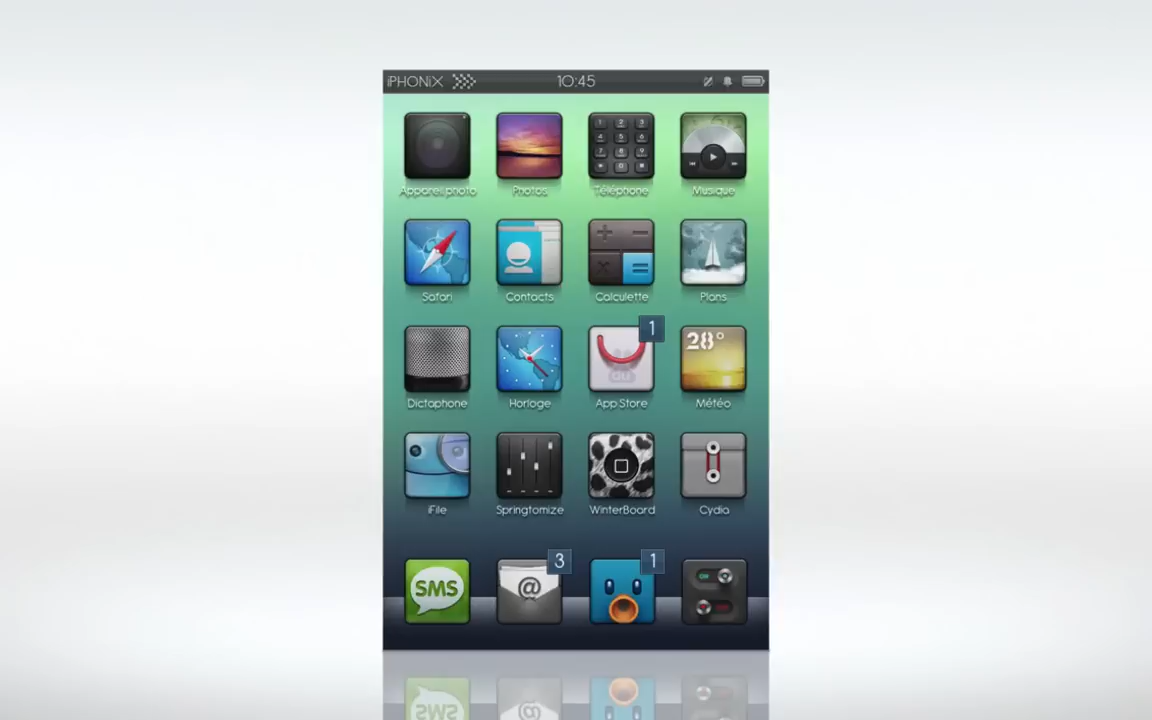 iPHONiX 10:45
Appareil photo Photos Téléphone Musique
Safari Contacts Calculette Plans
1
28°
Dictaphone Horloge App Store Météo
iFile Springtomize WinterBoard Cydia
3 1
SMS @